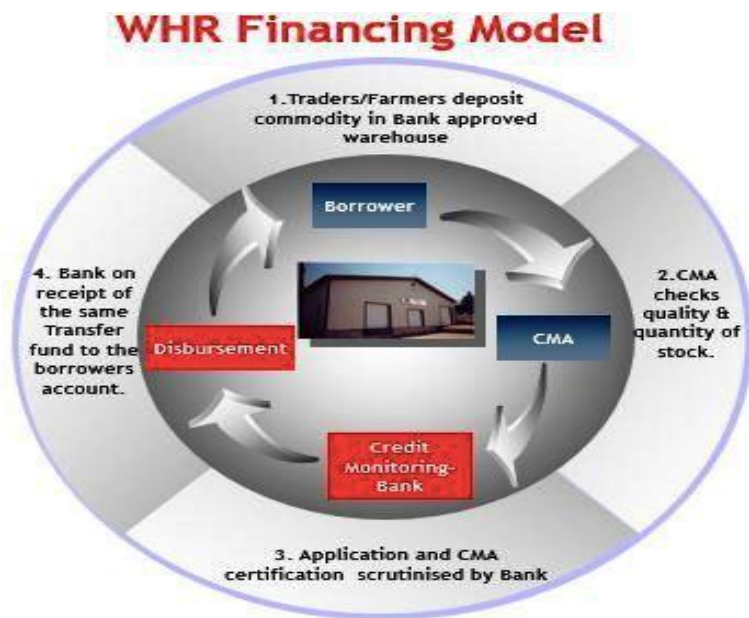 WHR Financing Model
1.Traders/Farmers deposit
commodity in Bank approved
warehouse
Borrower
2.CMA
checks
quality &
quantity of
stock.
CMA
Credit
Monitoring-
Bank
3. Application and CMA
certification scrutinised by Bank
4. Bank on
receipt of
the same
Transfer
fund to the
borrowers
account.
Disbursement